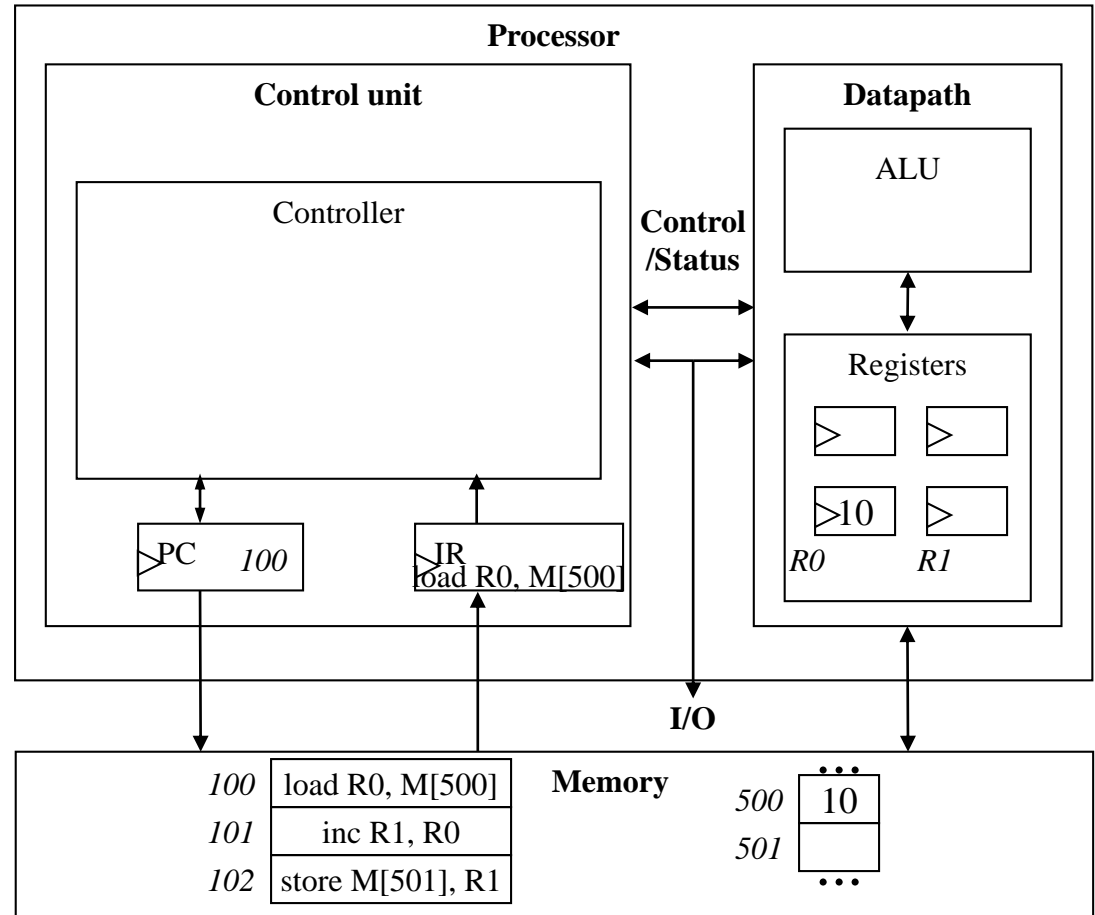 Processor
Control unit
Datapath
ALU
Controller
Control
/Status
Registers
10
R0 R1
PC 100
IR
load R0, M[500]
I/O
Memory
100 load R0, M[500]
101 inc R1, R0
102 store M[501], R1
...
500 10
501
...